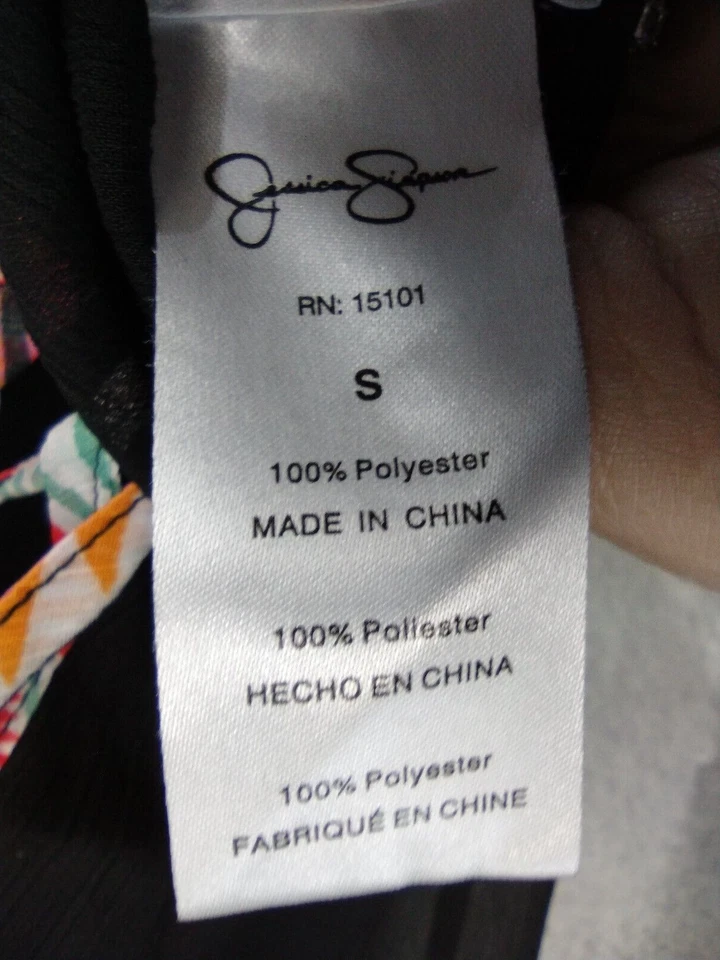 Jessica Simpson
RN: 15101
S
100% Polyester
MADE IN CHINA
100% Poliester
HECHO EN CHINA
100% Polyester
FABRIQUÉ EN CHINE